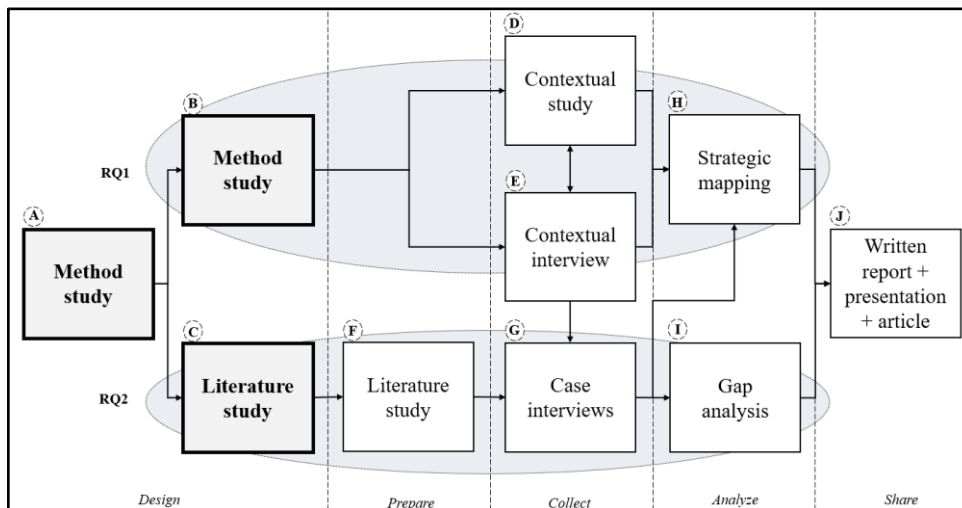 D
Contextual
study
B
Method
study
H
Strategic
mapping
RQ1
E
Contextual
interview
A
Method
study
J
Written
report +
presentation
+ article
C
Literature
study
F
Literature
study
G
Case
interviews
I
Gap
analysis
RQ2
Design
Prepare
Collect
Analyze
Share